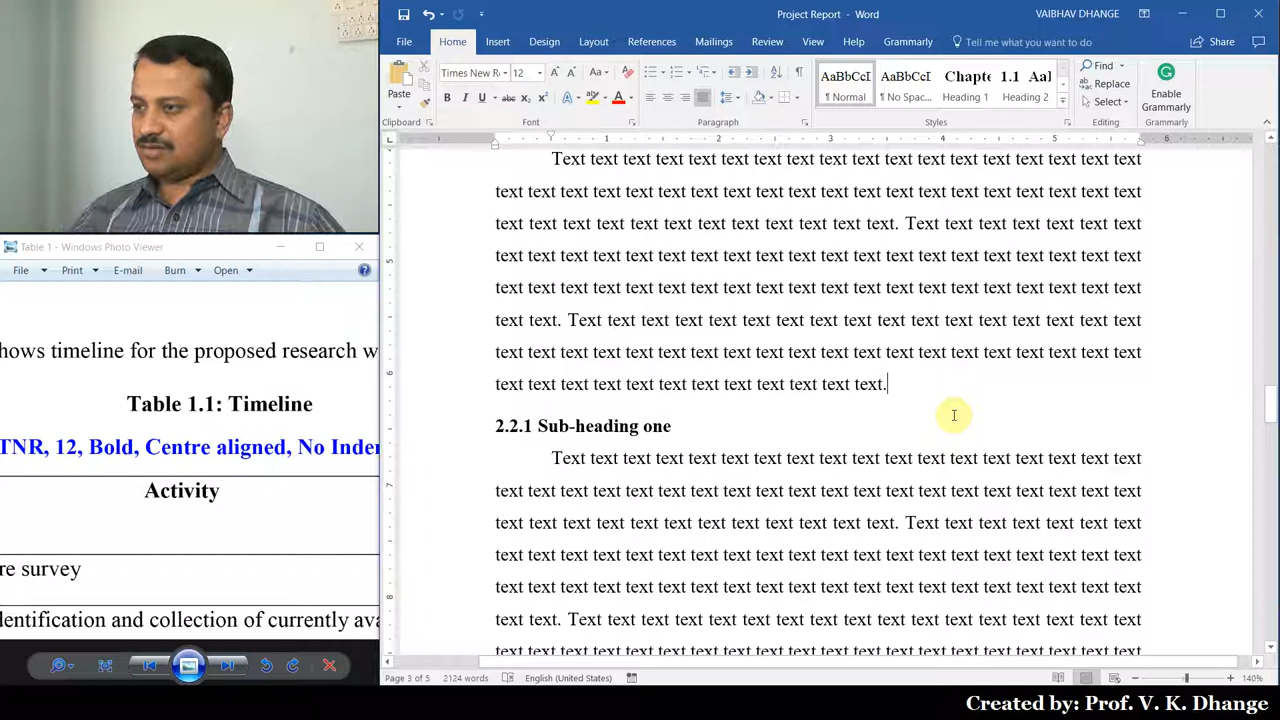 Project Report - Word
VAIBHAV DHANGE
File Home Insert Design Layout References Mailings Review View Help Grammarly Tell me what you want to do Share
Paste
Clipboard
Times New R 12
Font
Paragraph
AaBbCcI AaBbCcI Chapte 1.1 Aal
¶ Normal ¶ No Spac... Heading 1 Heading 2
Styles
Find
Replace
Select
Editing
Enable
Grammarly
Grammarly
1 2 3 4 5 6
Text text text text text text text text text text text text text text text text text text
text text text text text text text text text text text text text text text text text text text text
text text text text text text text text text text text text. Text text text text text text text
text text text text text text text text text text text text text text text text text text text text
text text text text text text text text text text text text text text text text text text text text
text text. Text text text text text text text text text text text text text text text text text
text text text text text text text text text text text text text text text text text text text text
text text text text text text text text text text text text.
2.2.1 Sub-heading one
Text text text text text text text text text text text text text text text text text text
text text text text text text text text text text text text text text text text text text text text
text text text text text text text text text text text text. Text text text text text text text
text text text text text text text text text text text text text text text text text text text text
text text text text text text text text text text text text text text text text text text text text
text text. Text text text text text text text text text text text text text text text text text
5
6
7
8
Page 3 of 5 2124 words English (United States) 140%
Table 1 - Windows Photo Viewer
File Print E-mail Burn Open
hows timeline for the proposed research w
Table 1.1: Timeline
TNR, 12, Bold, Centre aligned, No Inden
Activity
re survey
dentification and collection of currently ava
Created by: Prof. V. K. Dhange